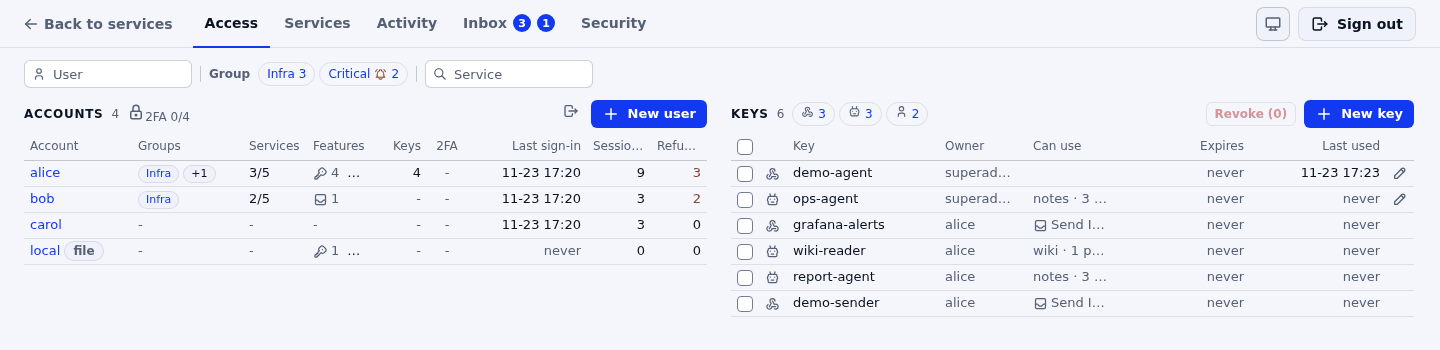 Back to services Access Services Activity Inbox 3 1 Security Sign out
User Group Infra 3 Critical 2 Service
ACCOUNTS 4 2FA 0/4 New user
Account Groups Services Features Keys 2FA Last sign-in Sessio… Refu…
alice Infra +1 3/5 4 … 4 - 11-23 17:20 9 3
bob Infra 2/5 1 - - 11-23 17:20 3 2
carol - - - - - 11-23 17:20 3 0
local file - - 1 … - - never 0 0
KEYS 6 3 3 2 Revoke (0) New key
Key Owner Can use Expires Last used
demo-agent superad… never 11-23 17:23
ops-agent superad… notes · 3 … never never
grafana-alerts alice Send I… never never
wiki-reader alice wiki · 1 p… never never
report-agent alice notes · 3 … never never
demo-sender alice Send I… never never